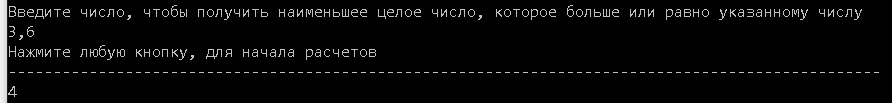 Введите число, чтобы получить наименьшее целое число, которое больше или равно указанному числу
3,6
Нажмите любую кнопку, для начала расчетов
------------------------------------------------------------------------------------------------
4